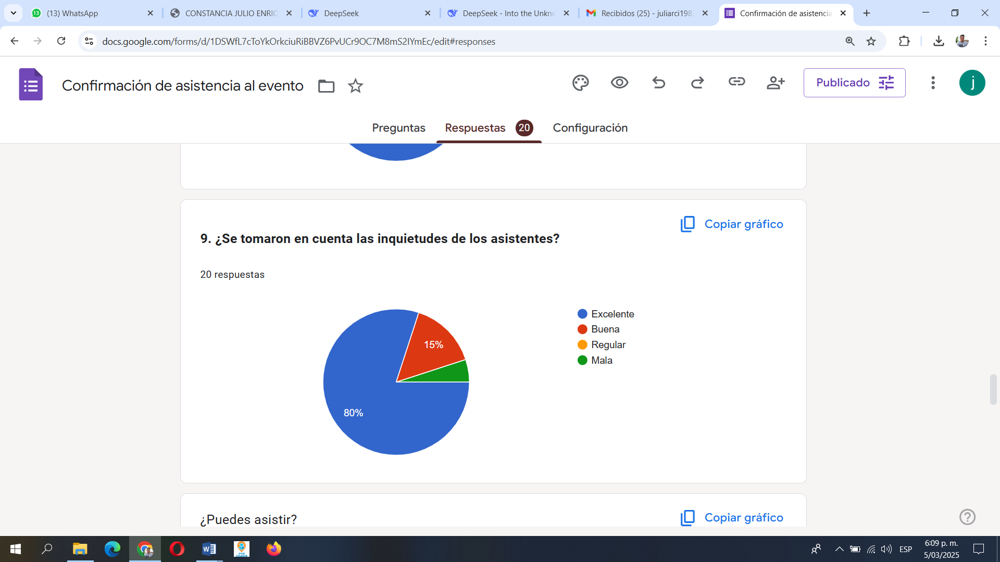 (13) WhatsApp
CONSTANCIA JULIO ENRIC
DeepSeek
DeepSeek - Into the Unkno
Recibidos (25) - juliarci198
Confirmación de asistencia
docs.google.com/forms/d/1DSWfL7cToYkOrkciuRiBBVZ6PvUCr9OC7M8mS2IYmEc/edit#responses
Confirmación de asistencia al evento
Publicado
j
Preguntas
Respuestas 20
Configuración
Copiar gráfico
9. ¿Se tomaron en cuenta las inquietudes de los asistentes?
20 respuestas
Excelente
Buena
Regular
Mala
15%
80%
¿Puedes asistir?
Copiar gráfico
ESP
6:09 p. m.
5/03/2025